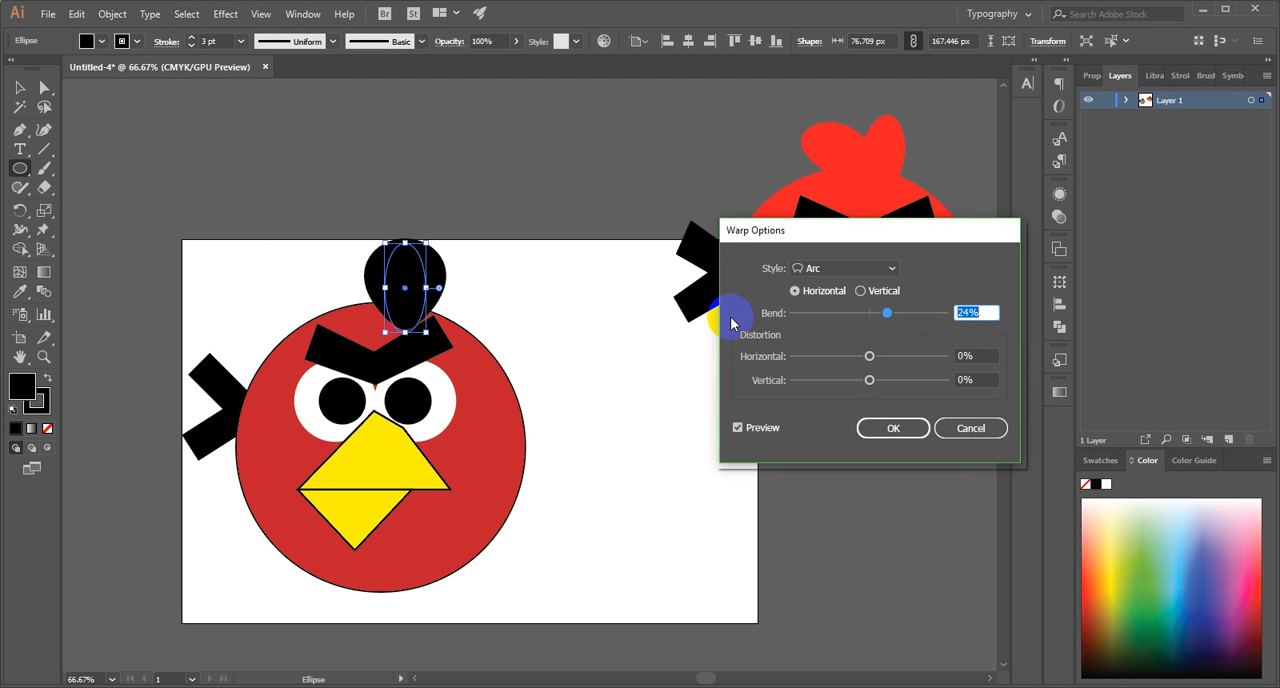 Ai File Edit Object Type Select Effect View Window Help Br St Typography Search Adobe Stock
Ellipse Stroke: 3 pt Uniform Basic Opacity: 100% Style: Shape: 76.709 px 167.446 px Transform
Untitled-4* @ 66.67% (CMYK/GPU Preview) × Prop Layers Libra Strol Brush Symb
Layer 1
Warp Options
Style: Arc
Horizontal Vertical
Bend: 24%
Distortion
Horizontal: 0%
Vertical: 0%
Preview OK Cancel
1 Layer
Swatches Color Color Guide
66.67% 1 Ellipse